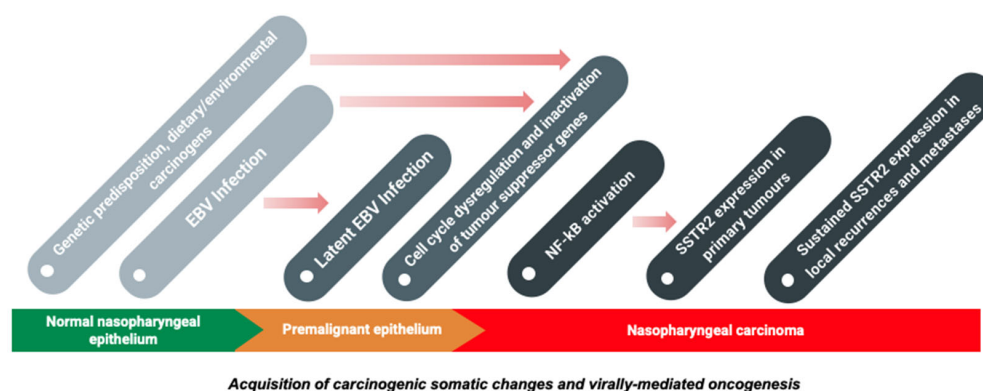 Genetic predisposition, dietary/environmental
carcinogens
EBV Infection
Latent EBV Infection
Cell cycle dysregulation and inactivation
of tumour suppressor genes
NF-kB activation
SSTR2 expression in
primary tumours
Sustained SSTR2 expression in
local recurrences and metastases
Normal nasopharyngeal
epithelium
Premalignant epithelium
Nasopharyngeal carcinoma
Acquisition of carcinogenic somatic changes and virally-mediated oncogenesis